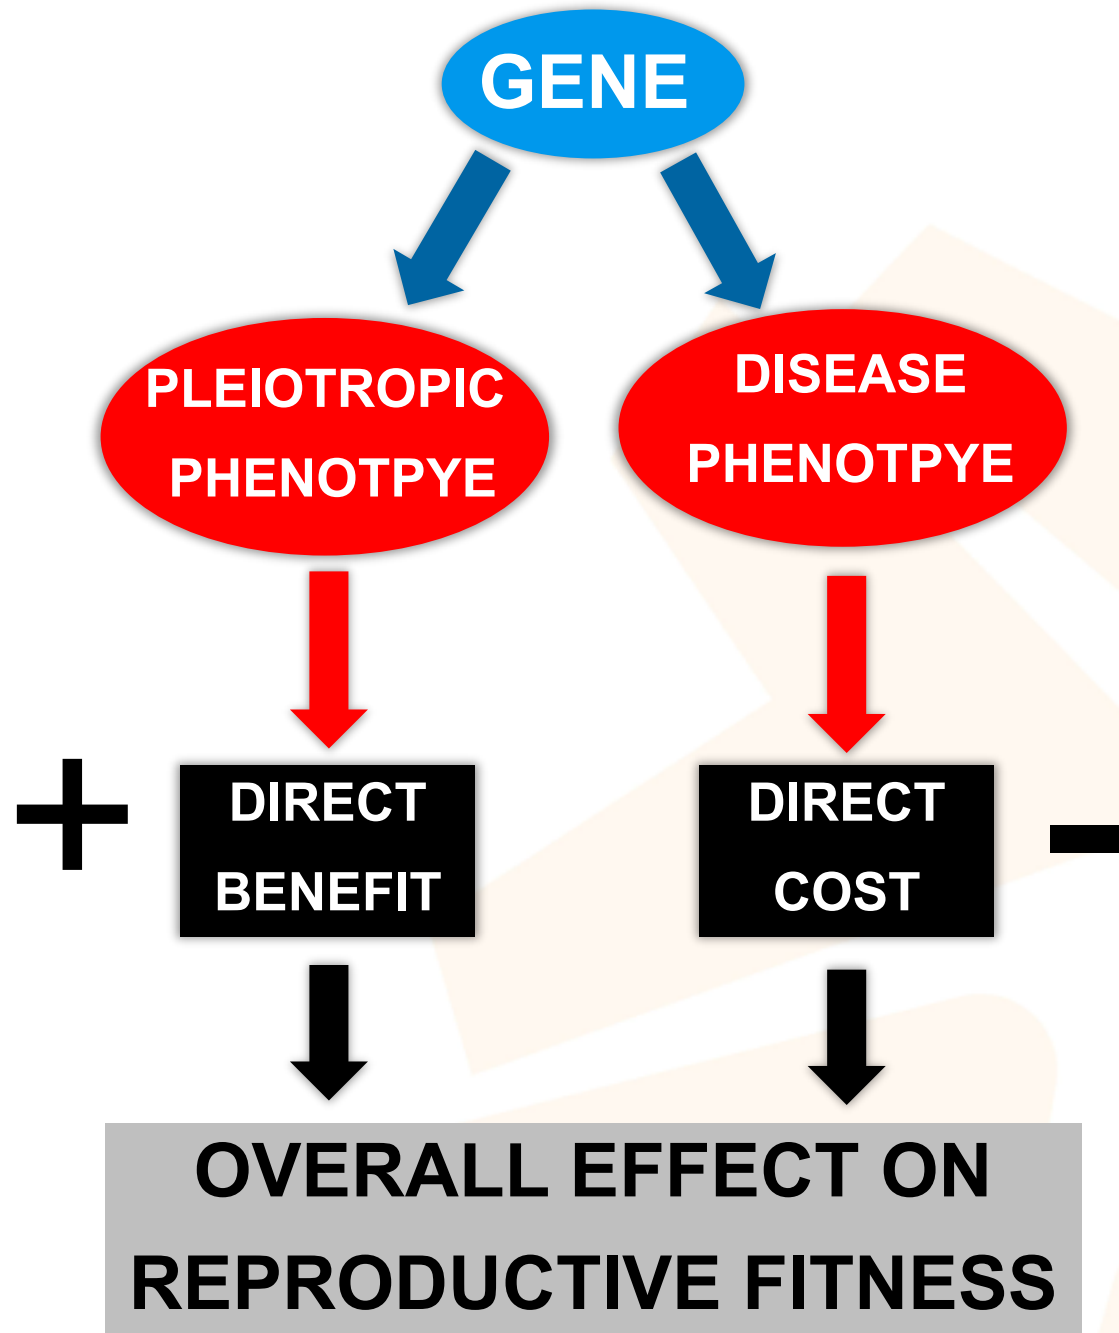 GENE
PLEIOTROPIC
PHENOTPYE
DISEASE
PHENOTPYE
+
DIRECT
BENEFIT
DIRECT
COST
-
OVERALL EFFECT ON
REPRODUCTIVE FITNESS